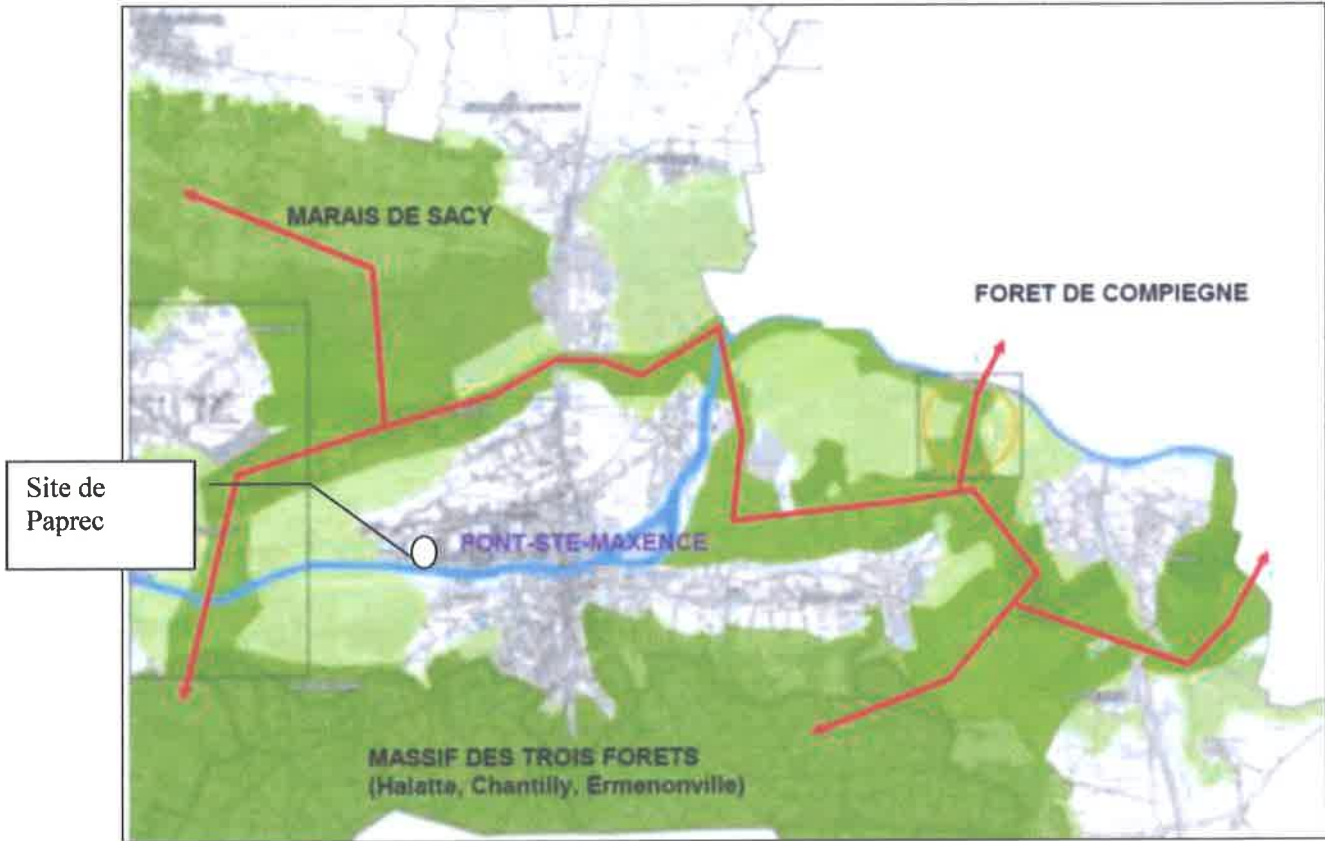 MARAIS DE SACY
FORET DE COMPIEGNE
Site de
Paprec
PONT-STE-MAXENCE
MASSIF DES TROIS FORETS
(Halatte, Chantilly, Ermenonville)